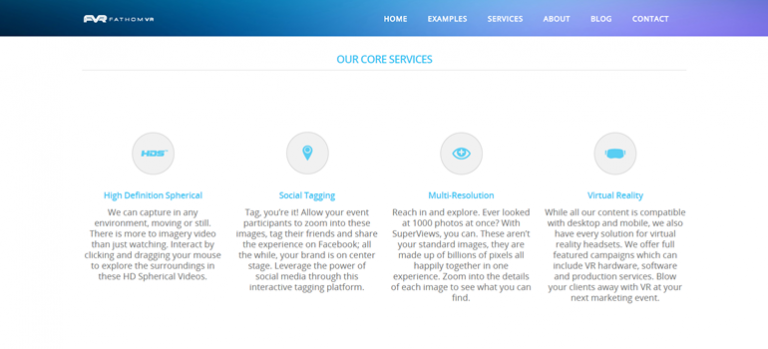 FVR FATHOMVR
HOME EXAMPLES SERVICES ABOUT BLOG CONTACT
OUR CORE SERVICES
HDS
High Definition Spherical
We can capture in any
environment, moving or still.
There is more to imagery video
than just watching. Interact by
clicking and dragging your mouse
to explore the surroundings in
these HD Spherical Videos.
Social Tagging
Tag, you're it! Allow your event
participants to zoom into these
images, tag their friends and share
the experience on Facebook; all
the while, your brand is on center
stage. Leverage the power of
social media through this
interactive tagging platform.
Multi-Resolution
Reach in and explore. Ever looked
at 1000 photos at once? With
SuperViews, you can. These aren't
your standard images, they are
made up of billions of pixels all
happily together in one
experience. Zoom into the details
of each image to see what you can
find.
Virtual Reality
While all our content is compatible
with desktop and mobile, we also
have every solution for virtual
reality headsets. We offer full
featured campaigns which can
include VR hardware, software
and production services. Blow
your clients away with VR at your
next marketing event.